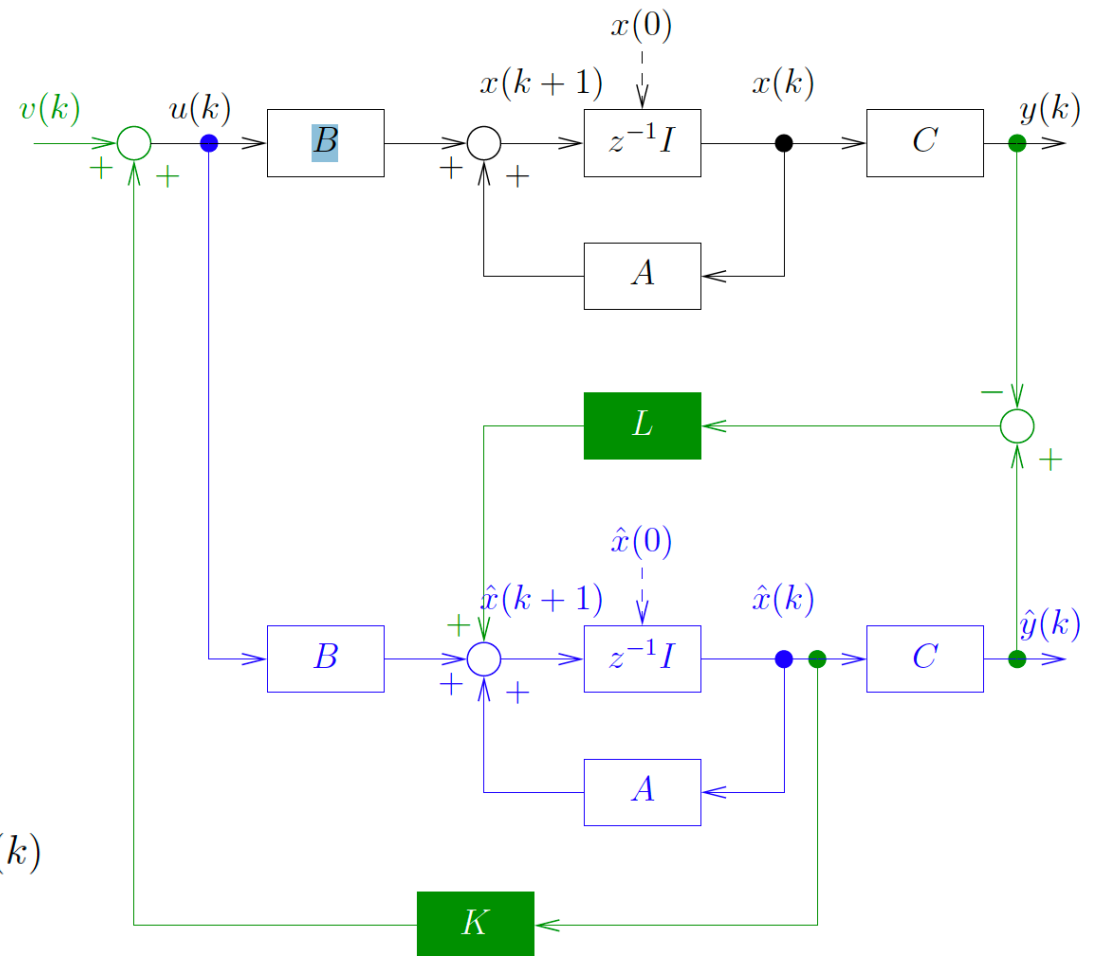 x(0)
v(k) u(k) x(k + 1) x(k) y(k)
B z⁻¹I C
+ + + +
A
−
L
+
x̂(0)
x̂(k + 1) x̂(k) ŷ(k)
+
B z⁻¹I C
+ +
A
(k)
K